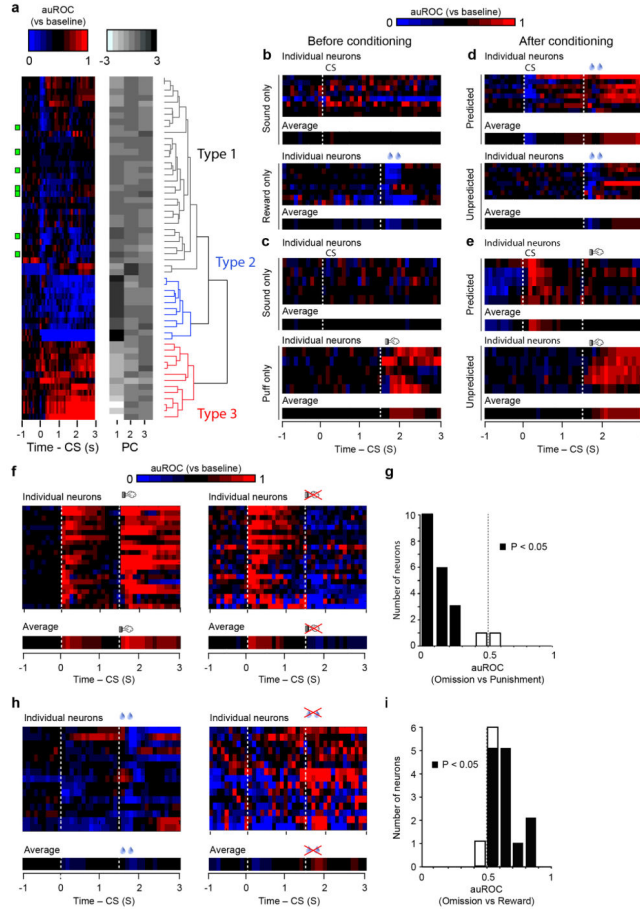 a
auROC
(vs baseline)
0 1 -3 3
Type 1
Type 2
Type 3
-1 0 1 2 3 1 2 3
Time - CS (s) PC
auROC
(vs baseline)
0 1
Before conditioning After conditioning
b
Individual neurons
CS
Sound only
Average
Individual neurons
Reward only
Average
c
Individual neurons
CS
Sound only
Average
Individual neurons
Puff only
Average
-1 0 1 2 3
Time – CS (s)
d
Individual neurons
CS
Predicted
Average
Individual neurons
Unpredicted
Average
e
Individual neurons
CS
Predicted
Average
Individual neurons
Unpredicted
Average
-1 0 1 2 3
Time – CS (s)
f
auROC (vs baseline)
0 1
Individual neurons Individual neurons
Average Average
-1 0 1 2 3 -1 0 1 2 3
Time – CS (S) Time – CS (S)
g
10
8
6
4
2
0
Number of neurons
P < 0.05
0 0.5 1
auROC
(Omission vs Punishment)
h
Individual neurons Individual neurons
Average Average
-1 0 1 2 3 -1 0 1 2 3
Time – CS (S) Time – CS (S)
i
6
5
4
3
2
1
0
Number of neurons
P < 0.05
0 0.5 1
auROC
(Omission vs Reward)